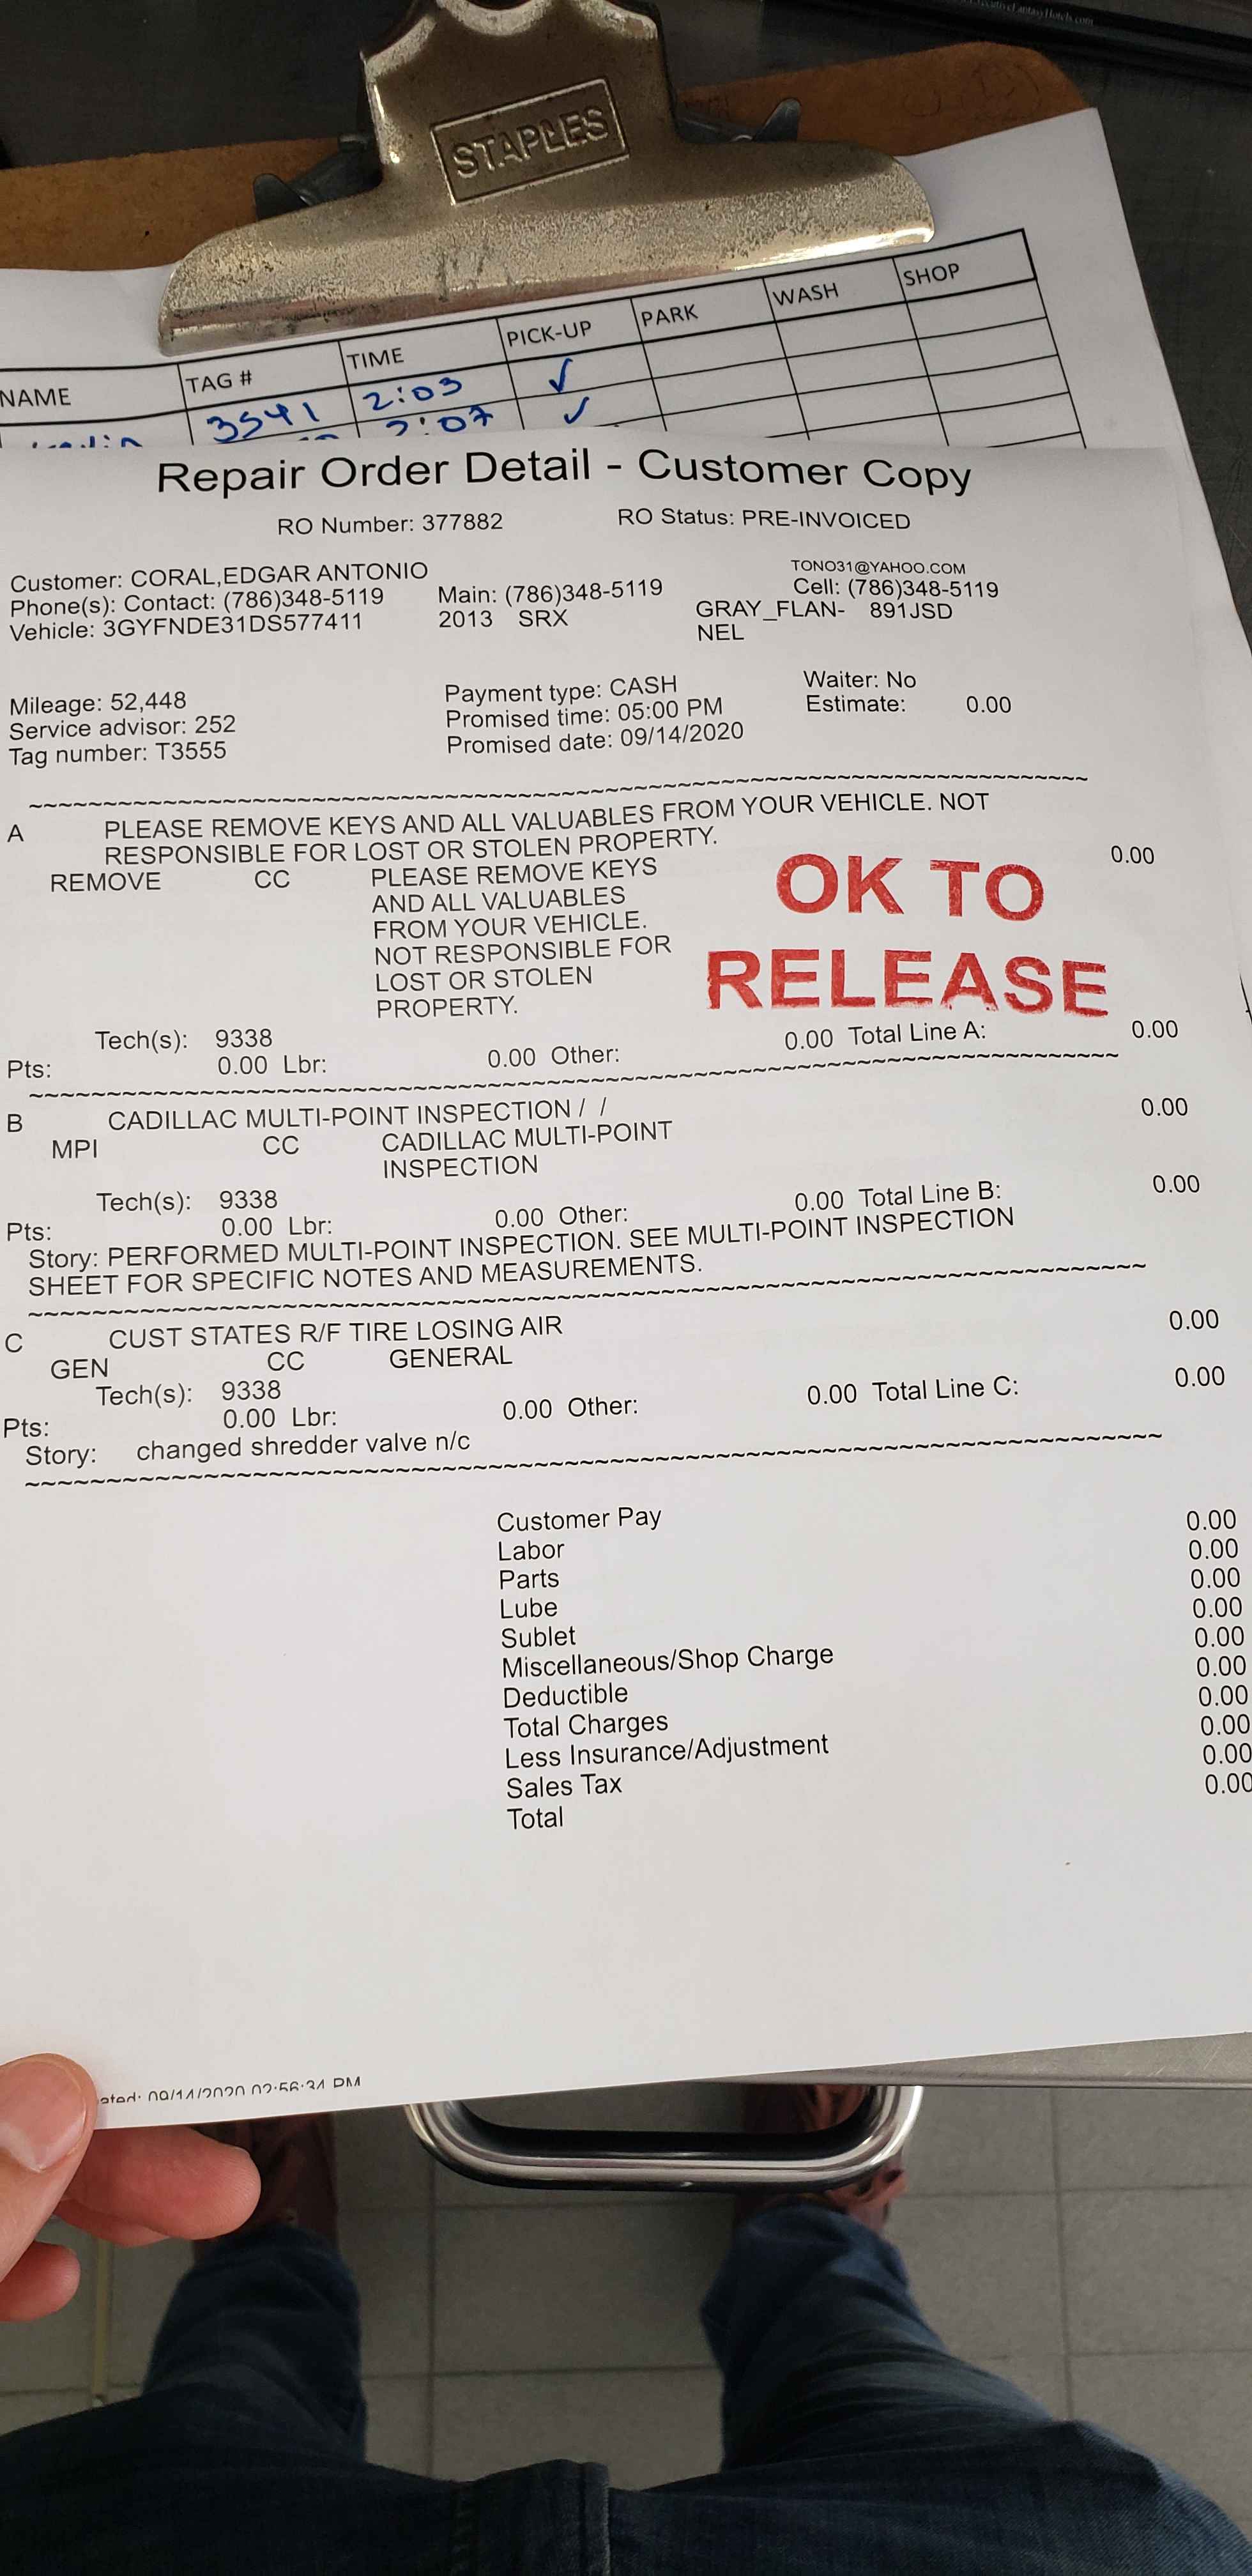 ecutiveFantasyHotels.com
STAPLES
NAME TAG # TIME PICK-UP PARK WASH SHOP
3541 2:03 ✓
2:07 ✓
Repair Order Detail - Customer Copy
RO Number: 377882 RO Status: PRE-INVOICED
Customer: CORAL,EDGAR ANTONIO TONO31@YAHOO.COM
Phone(s): Contact: (786)348-5119 Main: (786)348-5119 Cell: (786)348-5119
Vehicle: 3GYFNDE31DS577411 2013 SRX GRAY_FLAN- 891JSD
NEL
Mileage: 52,448 Payment type: CASH Waiter: No
Service advisor: 252 Promised time: 05:00 PM Estimate: 0.00
Tag number: T3555 Promised date: 09/14/2020
A PLEASE REMOVE KEYS AND ALL VALUABLES FROM YOUR VEHICLE. NOT
RESPONSIBLE FOR LOST OR STOLEN PROPERTY. 0.00
REMOVE CC PLEASE REMOVE KEYS
AND ALL VALUABLES
FROM YOUR VEHICLE.
NOT RESPONSIBLE FOR
LOST OR STOLEN
PROPERTY.
OK TO
RELEASE
Tech(s): 9338
Pts: 0.00 Lbr: 0.00 Other: 0.00 Total Line A: 0.00
B CADILLAC MULTI-POINT INSPECTION / / 0.00
MPI CC CADILLAC MULTI-POINT
INSPECTION
Tech(s): 9338
Pts: 0.00 Lbr: 0.00 Other: 0.00 Total Line B: 0.00
Story: PERFORMED MULTI-POINT INSPECTION. SEE MULTI-POINT INSPECTION
SHEET FOR SPECIFIC NOTES AND MEASUREMENTS.
C CUST STATES R/F TIRE LOSING AIR 0.00
GEN CC GENERAL
Tech(s): 9338
Pts: 0.00 Lbr: 0.00 Other: 0.00 Total Line C: 0.00
Story: changed shredder valve n/c
Customer Pay
Labor 0.00
Parts 0.00
Lube 0.00
Sublet 0.00
Miscellaneous/Shop Charge 0.00
Deductible 0.00
Total Charges 0.00
Less Insurance/Adjustment 0.00
Sales Tax 0.00
Total 0.00
ated: 09/14/2020 02:56:34 PM